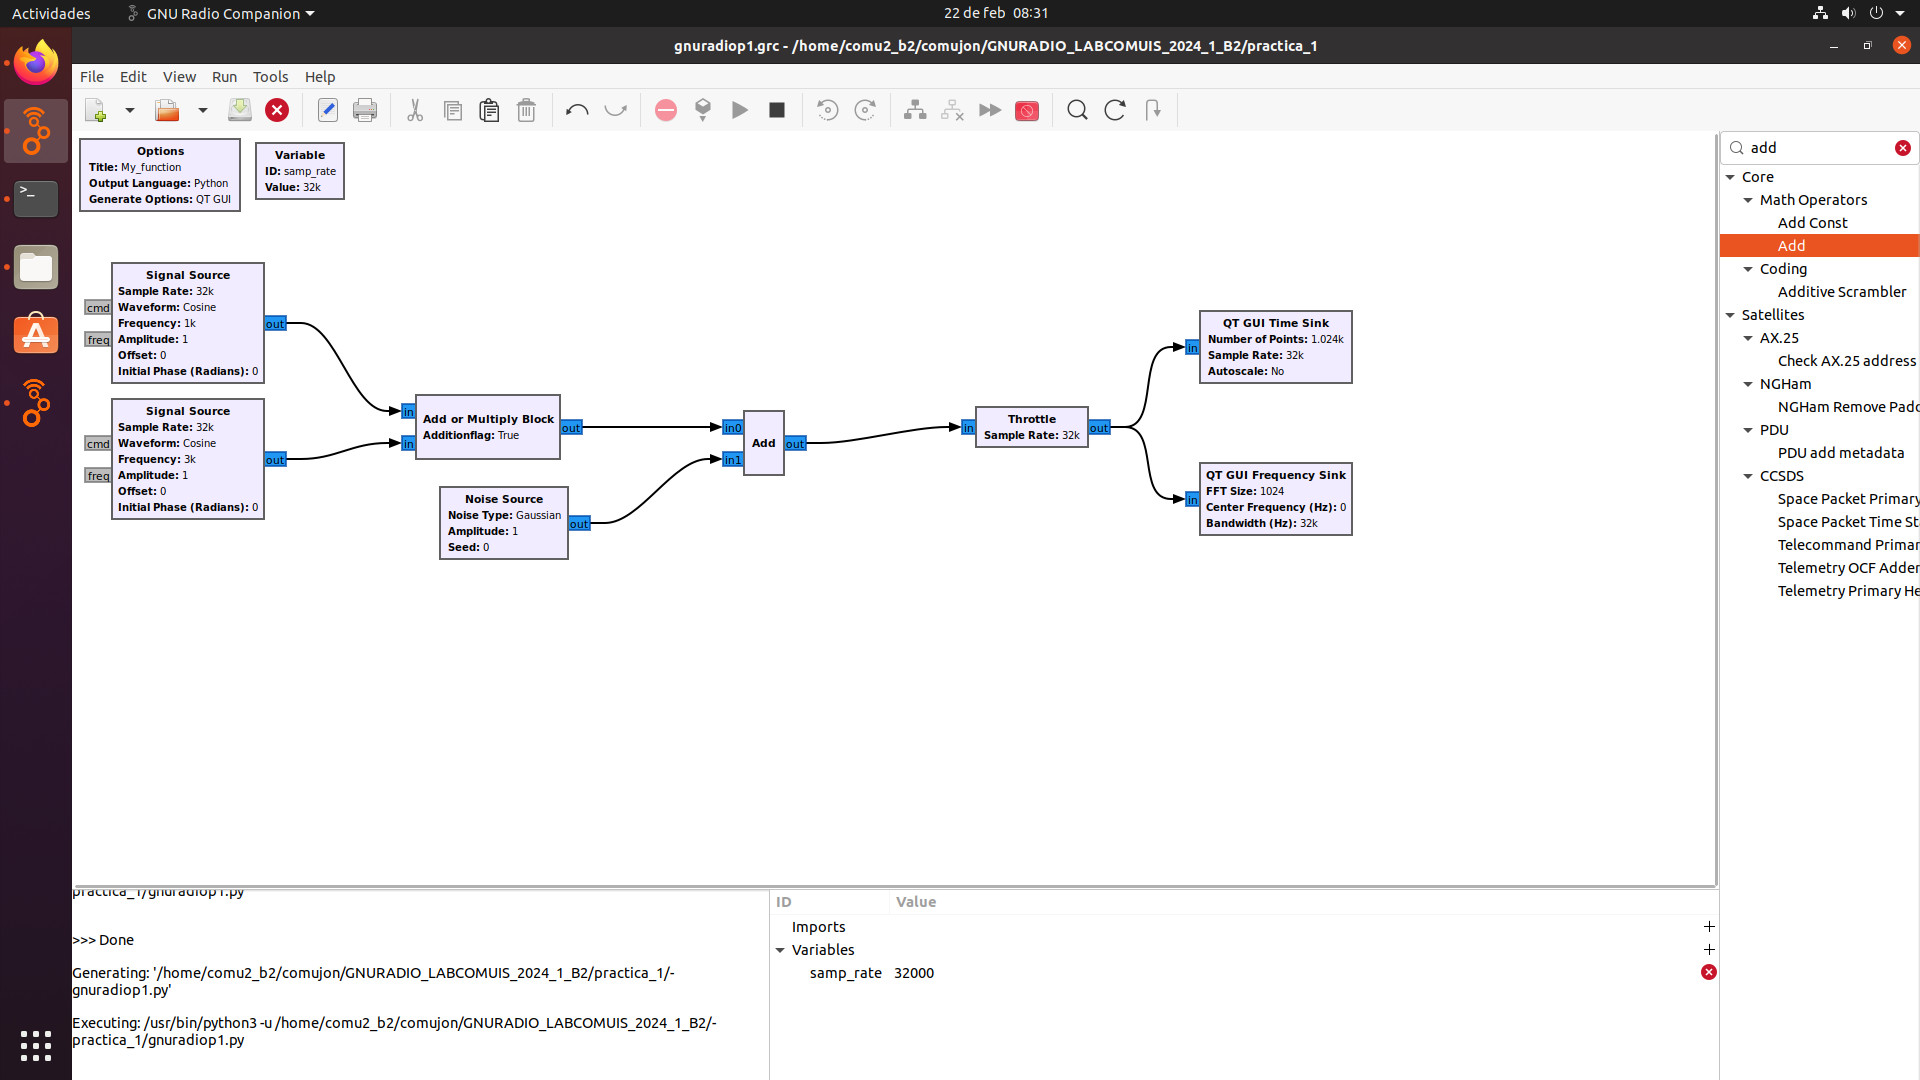 Actividades
GNU Radio Companion
22 de feb 08:31
gnuradiop1.grc - /home/comu2_b2/comujon/GNURADIO_LABCOMUIS_2024_1_B2/practica_1
File Edit View Run Tools Help
Options
Title: My_function
Output Language: Python
Generate Options: QT GUI
Variable
ID: samp_rate
Value: 32k
Signal Source
Sample Rate: 32k
Waveform: Cosine
Frequency: 1k
Amplitude: 1
Offset: 0
Initial Phase (Radians): 0
cmd
freq
out
Signal Source
Sample Rate: 32k
Waveform: Cosine
Frequency: 3k
Amplitude: 1
Offset: 0
Initial Phase (Radians): 0
cmd
freq
out
in
in
Add or Multiply Block
Additionflag: True
out
Noise Source
Noise Type: Gaussian
Amplitude: 1
Seed: 0
out
in0
in1
Add
out
in
Throttle
Sample Rate: 32k
out
in
QT GUI Time Sink
Number of Points: 1.024k
Sample Rate: 32k
Autoscale: No
in
QT GUI Frequency Sink
FFT Size: 1024
Center Frequency (Hz): 0
Bandwidth (Hz): 32k
add
Core
Math Operators
Add Const
Add
Coding
Additive Scrambler
Satellites
AX.25
Check AX.25 address
NGHam
NGHam Remove Padd
PDU
PDU add metadata
CCSDS
Space Packet Primary
Space Packet Time St
Telecommand Primar
Telemetry OCF Adder
Telemetry Primary He
practica_1/gnuradiop1.py
>>> Done
Generating: '/home/comu2_b2/comujon/GNURADIO_LABCOMUIS_2024_1_B2/practica_1/-
gnuradiop1.py'
Executing: /usr/bin/python3 -u /home/comu2_b2/comujon/GNURADIO_LABCOMUIS_2024_1_B2/-
practica_1/gnuradiop1.py
ID Value
Imports
Variables
samp_rate 32000